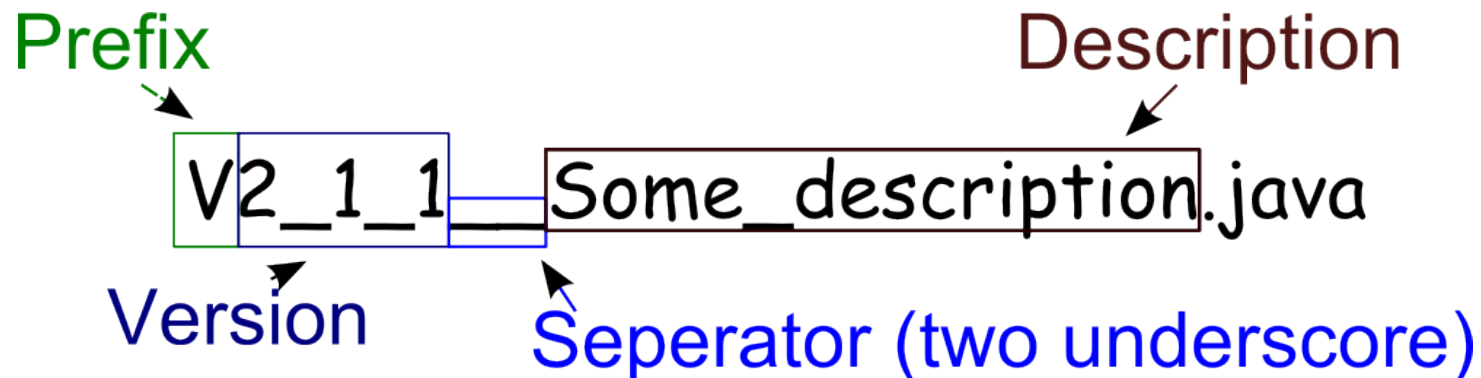 Prefix
Description
V2_1_1__Some_description.java
Version
Seperator (two underscore)